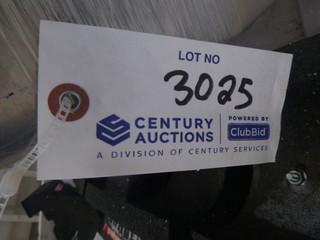 LOT NO
3025
CENTURY AUCTIONS
POWERED BY
ClubBid
A DIVISION OF CENTURY SERVICES